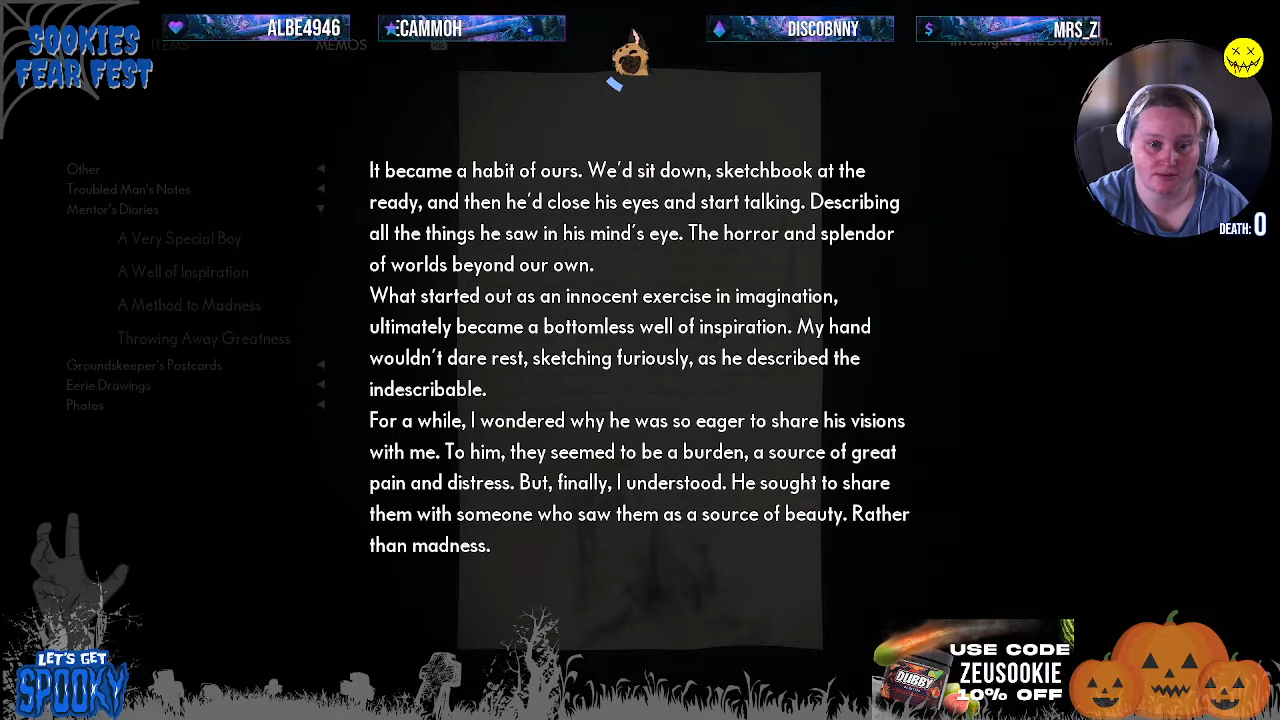 ALBE4946
CAMMOH
DISCOBNNY
MRS_Z
SQOKIES
FEAR FEST
ITEMS
MEMOS
Investigate the Dayroom.
DEATH: 0
Other
Troubled Man's Notes
Mentor's Diaries
A Very Special Boy
A Well of Inspiration
A Method to Madness
Throwing Away Greatness
Groundskeeper's Postcards
Eerie Drawings
Photos
It became a habit of ours. We'd sit down, sketchbook at the
ready, and then he'd close his eyes and start talking. Describing
all the things he saw in his mind's eye. The horror and splendor
of worlds beyond our own.
What started out as an innocent exercise in imagination,
ultimately became a bottomless well of inspiration. My hand
wouldn't dare rest, sketching furiously, as he described the
indescribable.
For a while, I wondered why he was so eager to share his visions
with me. To him, they seemed to be a burden, a source of great
pain and distress. But, finally, I understood. He sought to share
them with someone who saw them as a source of beauty. Rather
than madness.
LET'S GET
SPOOKY
DUBBY
USE CODE
ZEUSOOKIE
10% OFF